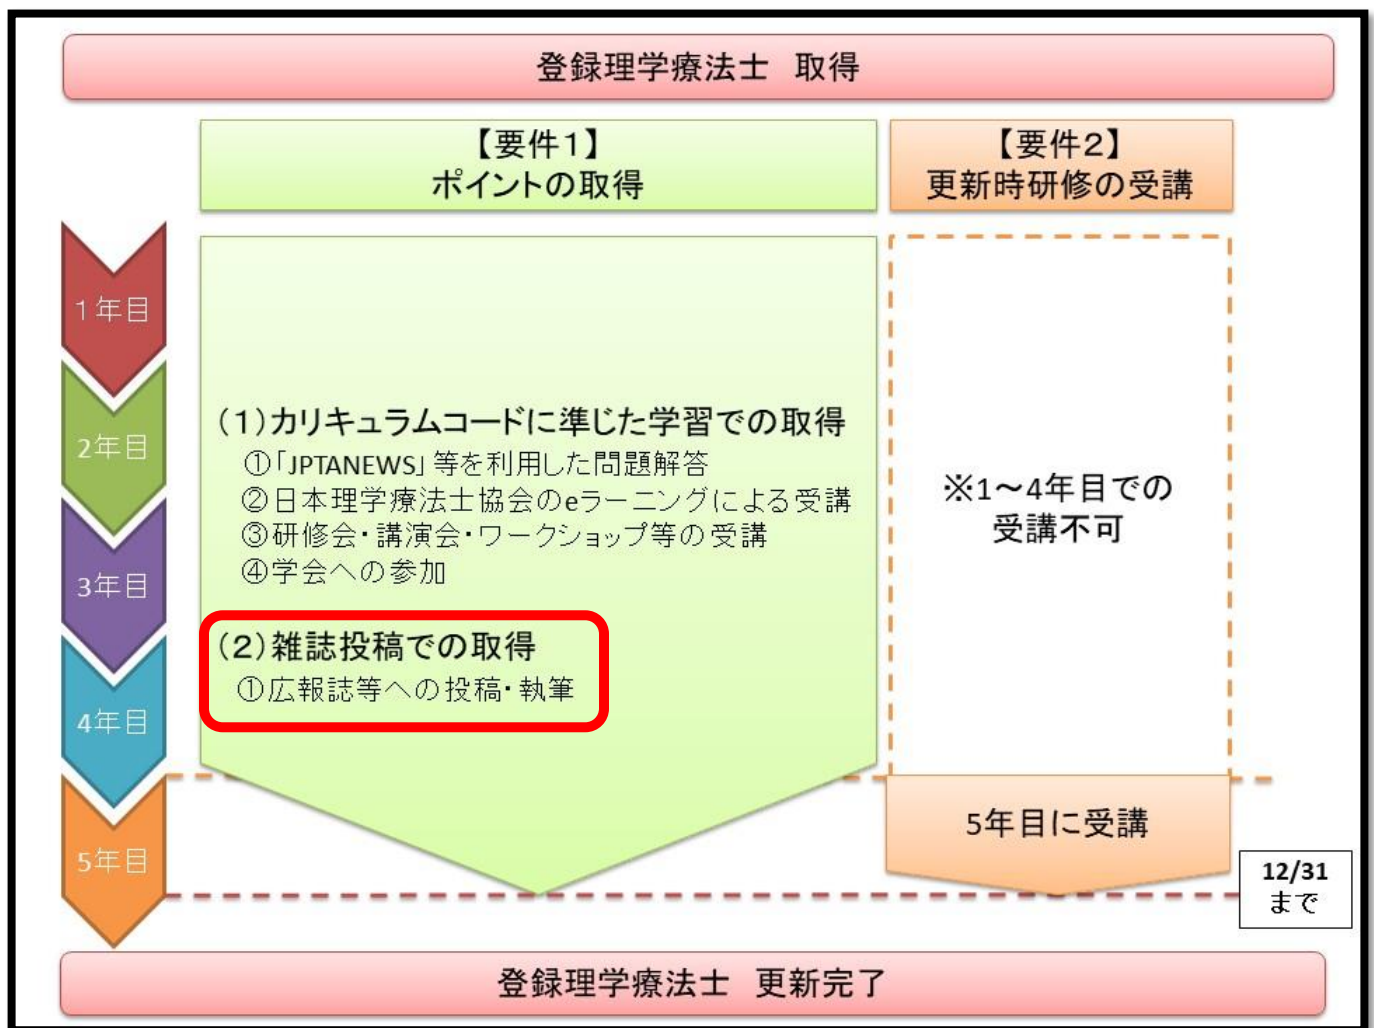 登録理学療法士　取得
【要件１】
ポイントの取得
【要件２】
更新時研修の受講
１年目
2年目
3年目
4年目
5年目
（１）カリキュラムコードに準じた学習での取得
①「JPTANEWS」等を利用した問題解答
②日本理学療法士協会のeラーニングによる受講
③研修会・講演会・ワークショップ等の受講
④学会への参加
（２）雑誌投稿での取得
①広報誌等への投稿・執筆
※1～4年目での
受講不可
5年目に受講
12/31
まで
登録理学療法士　更新完了